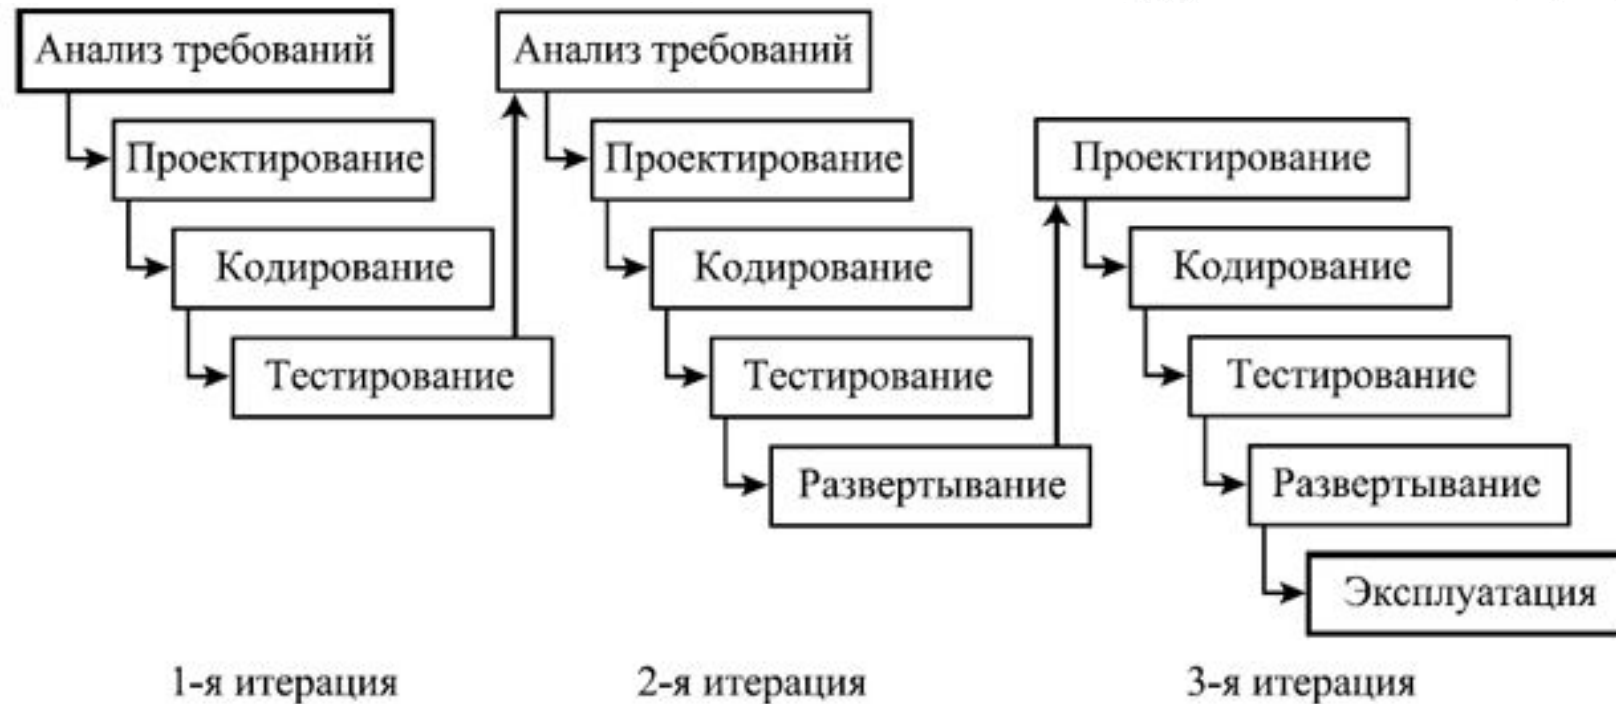 Анализ требований
Проектирование
Кодирование
Тестирование
1-я итерация
Анализ требований
Проектирование
Кодирование
Тестирование
Развертывание
2-я итерация
Проектирование
Кодирование
Тестирование
Развертывание
Эксплуатация
3-я итерация